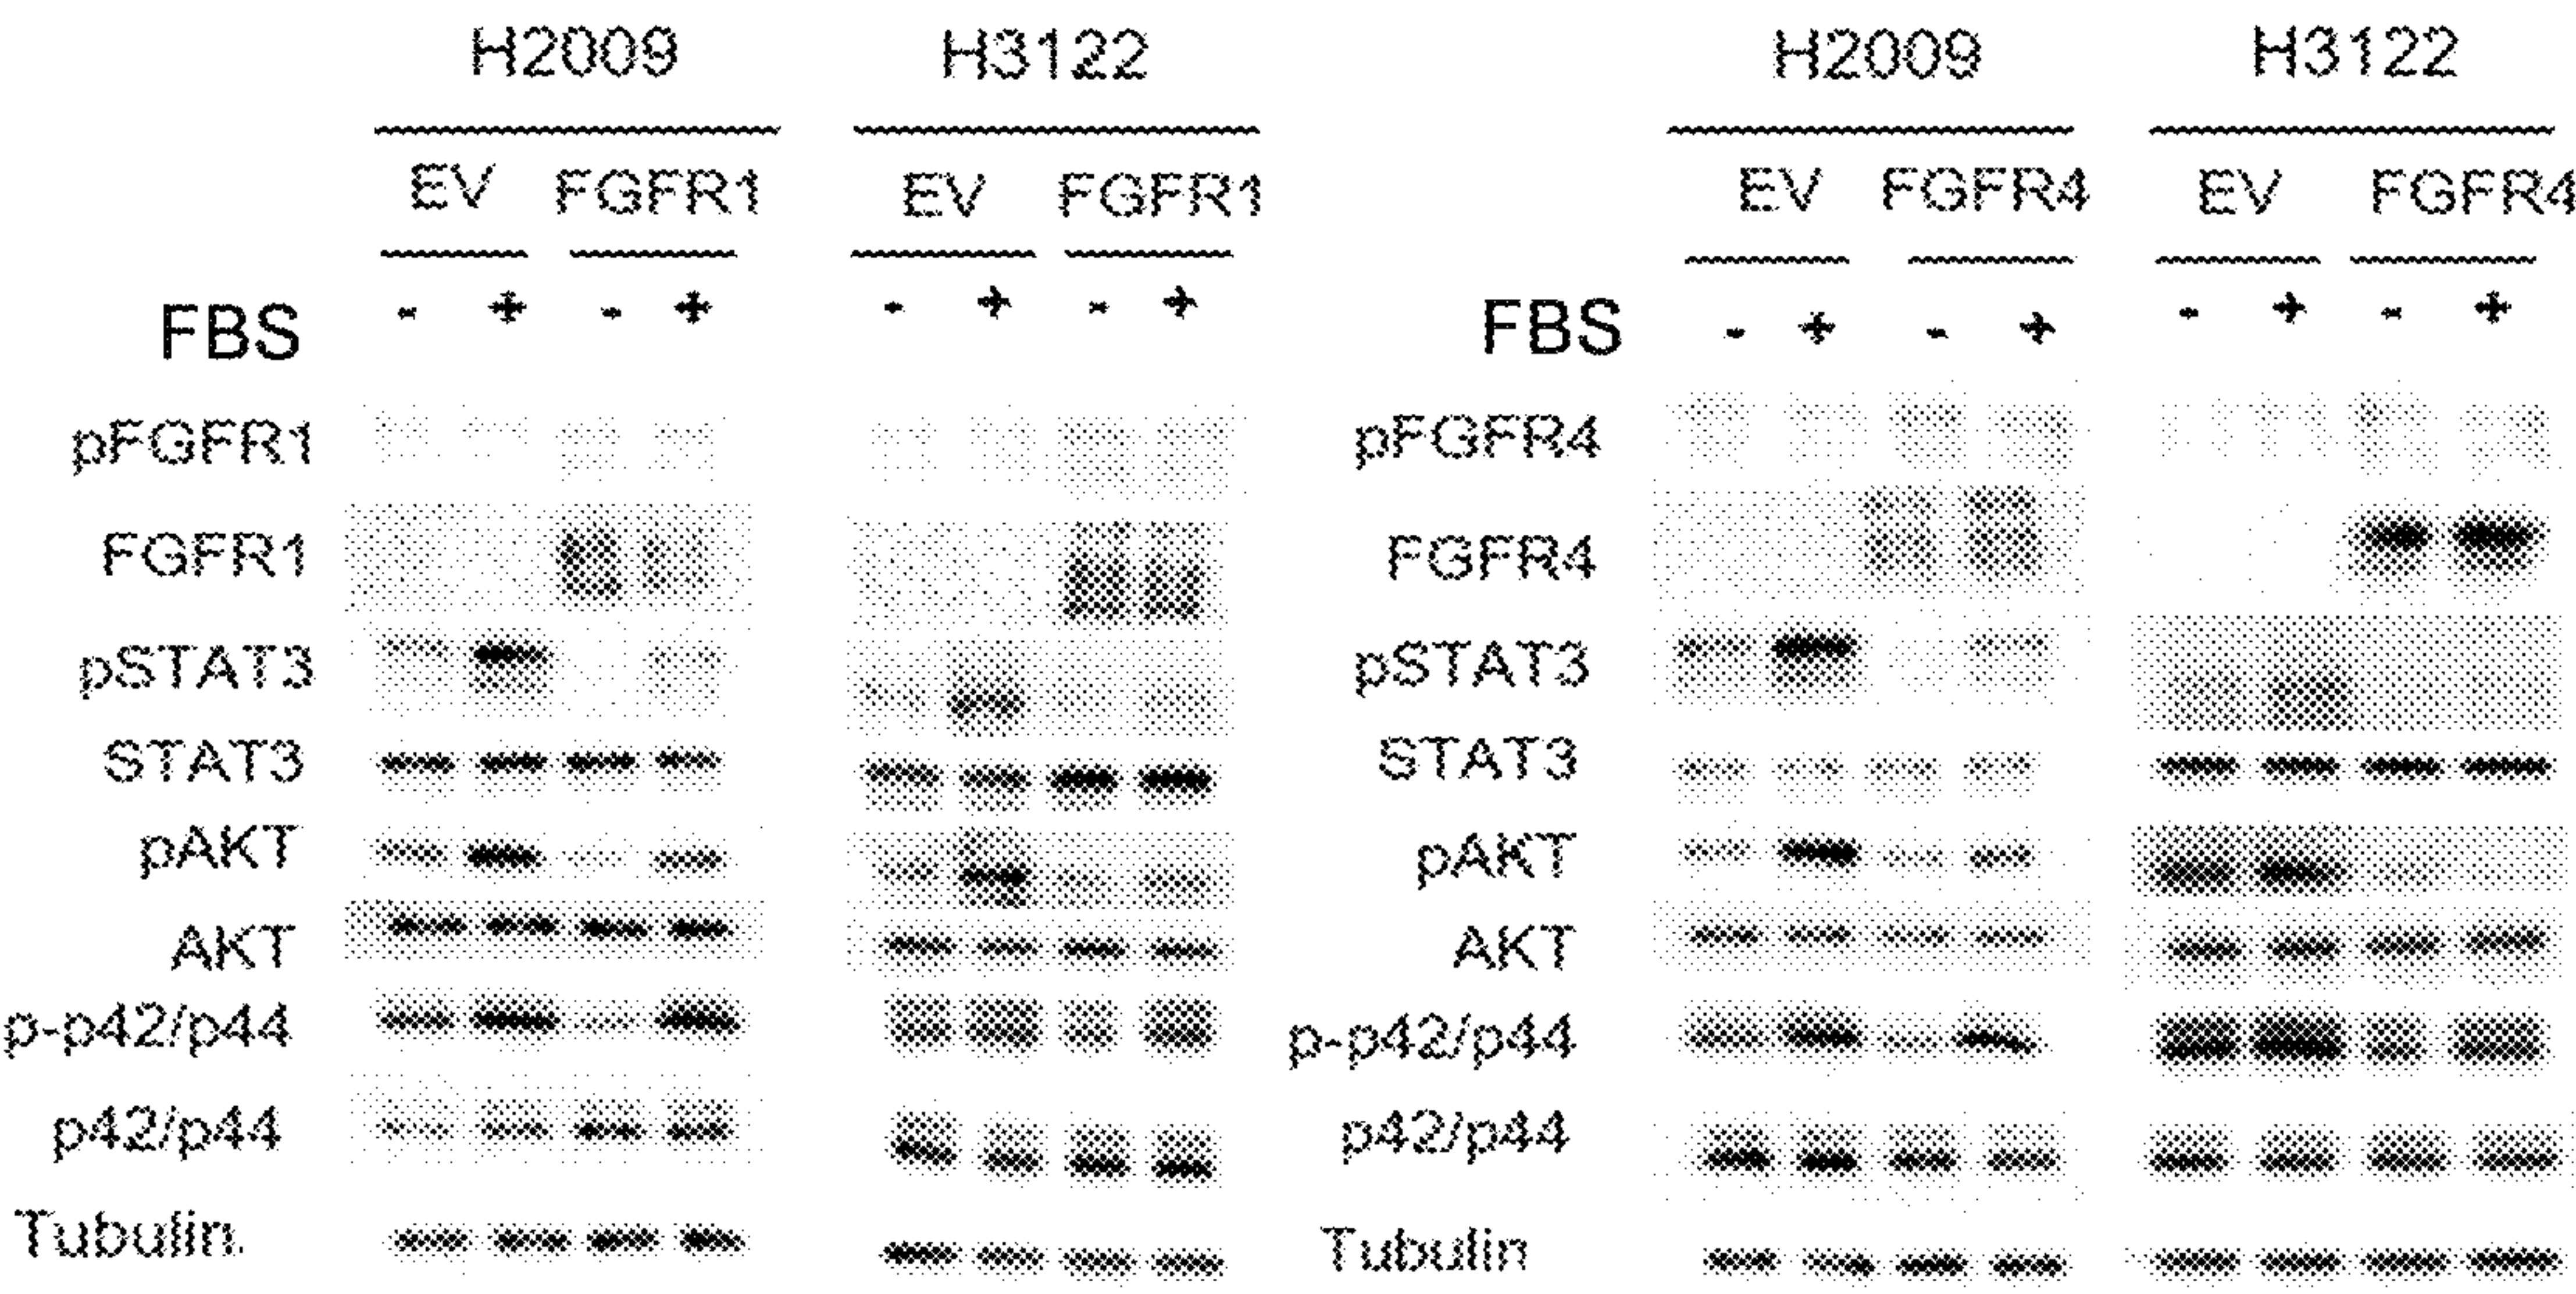 H2009 H3122 H2009 H3122
EV FGFR1 EV FGFR1 EV FGFR4 EV FGFR4
FBS - + - + - + - + FBS - + - + - + - +
pFGFR1 pFGFR4
FGFR1 FGFR4
pSTAT3 pSTAT3
STAT3 STAT3
pAKT pAKT
AKT AKT
p-p42/p44 p-p42/p44
p42/p44 p42/p44
Tubulin. Tubulin